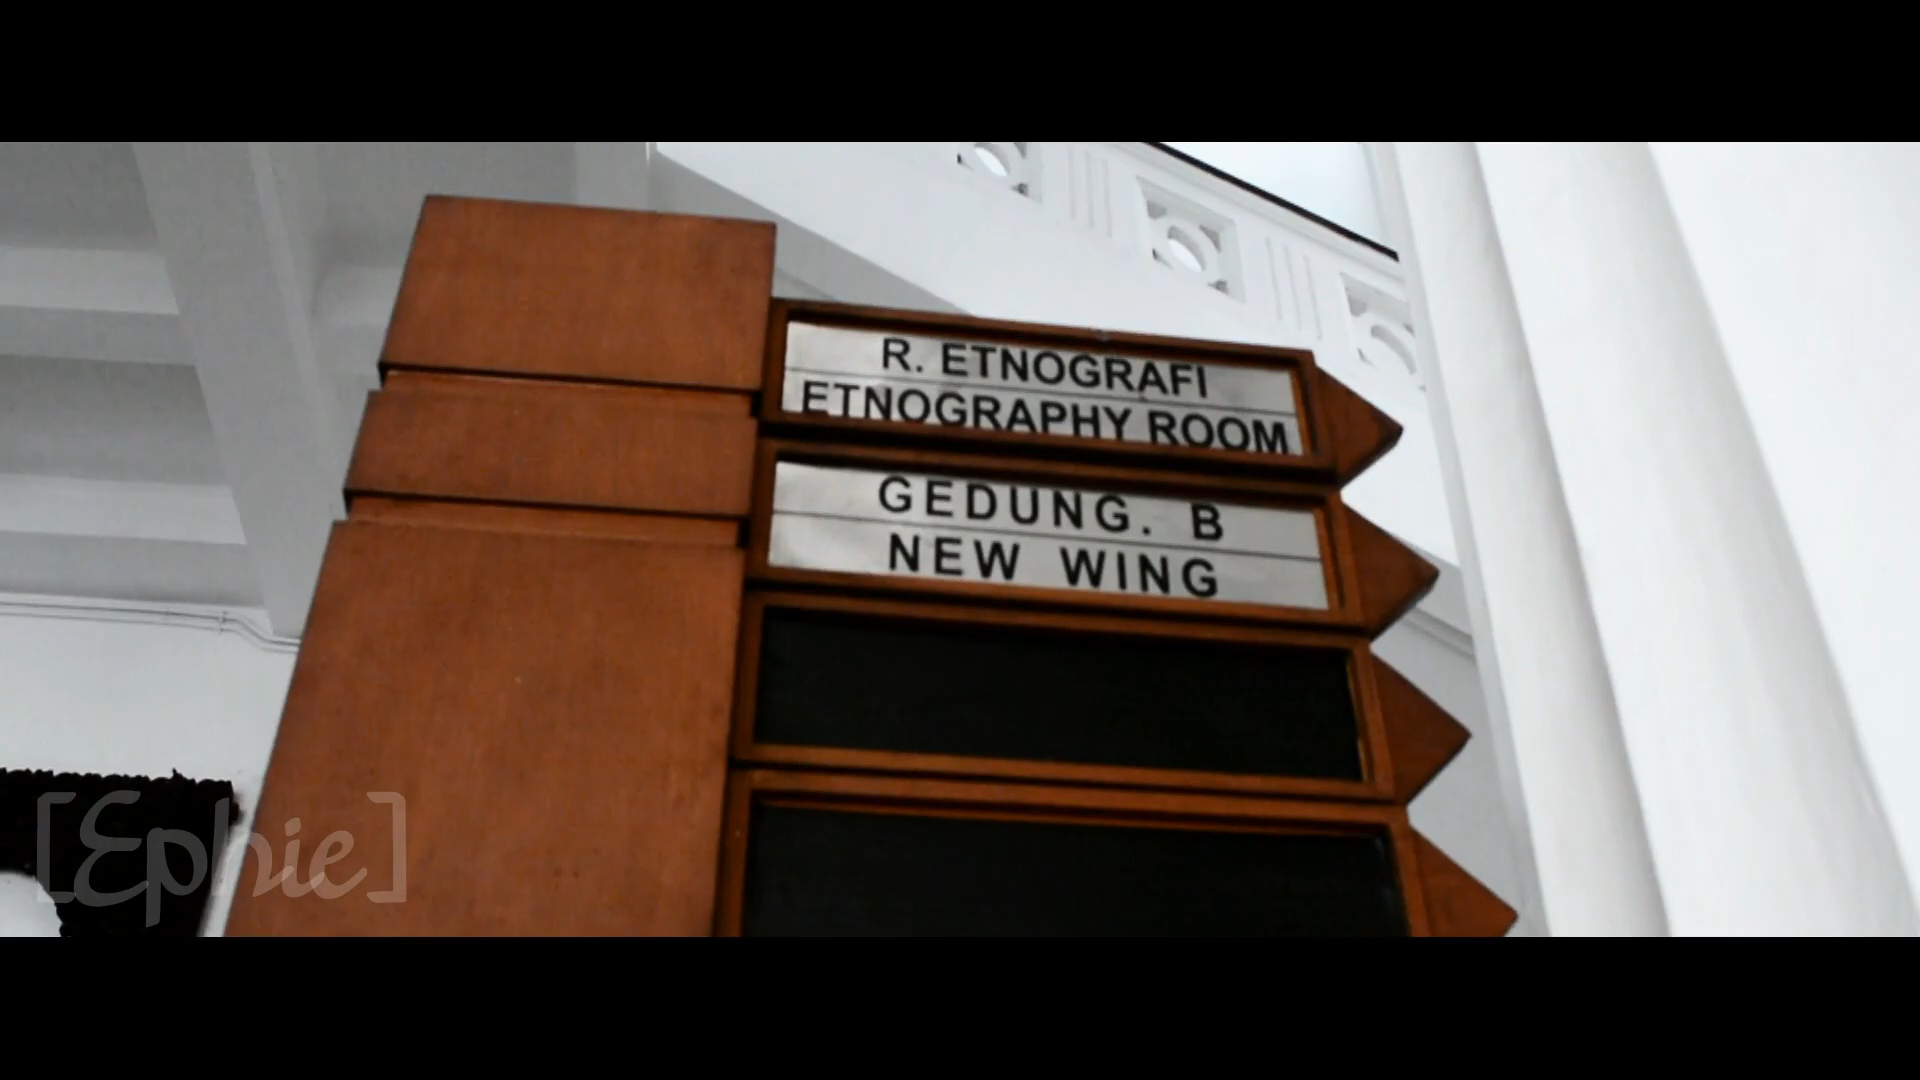 R. ETNOGRAFI
ETNOGRAPHY ROOM
GEDUNG. B
NEW WING
[Ephie]